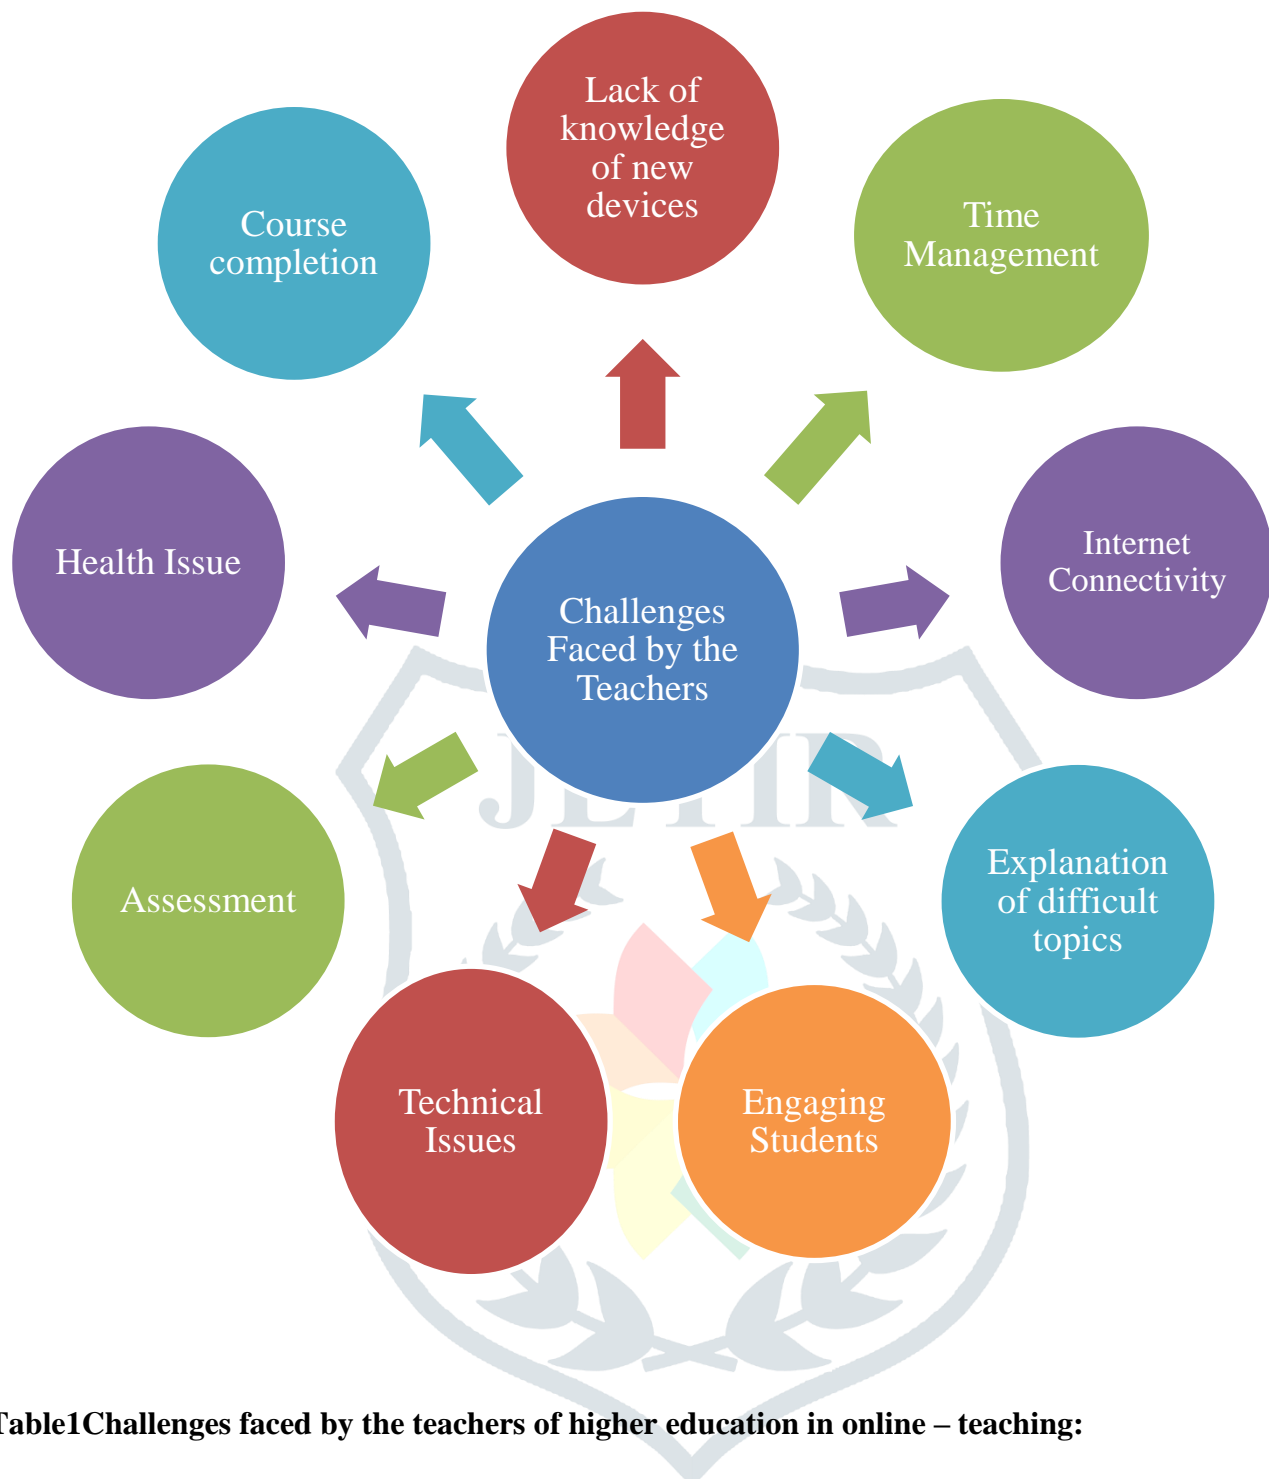 Lack of
knowledge
of new
devices
Time
Management
Internet
Connectivity
Explanation
of difficult
topics
Engaging
Students
Technical
Issues
Assessment
Health Issue
Course
completion
Challenges
Faced by the
Teachers
JETIR
Table1Challenges faced by the teachers of higher education in online – teaching: